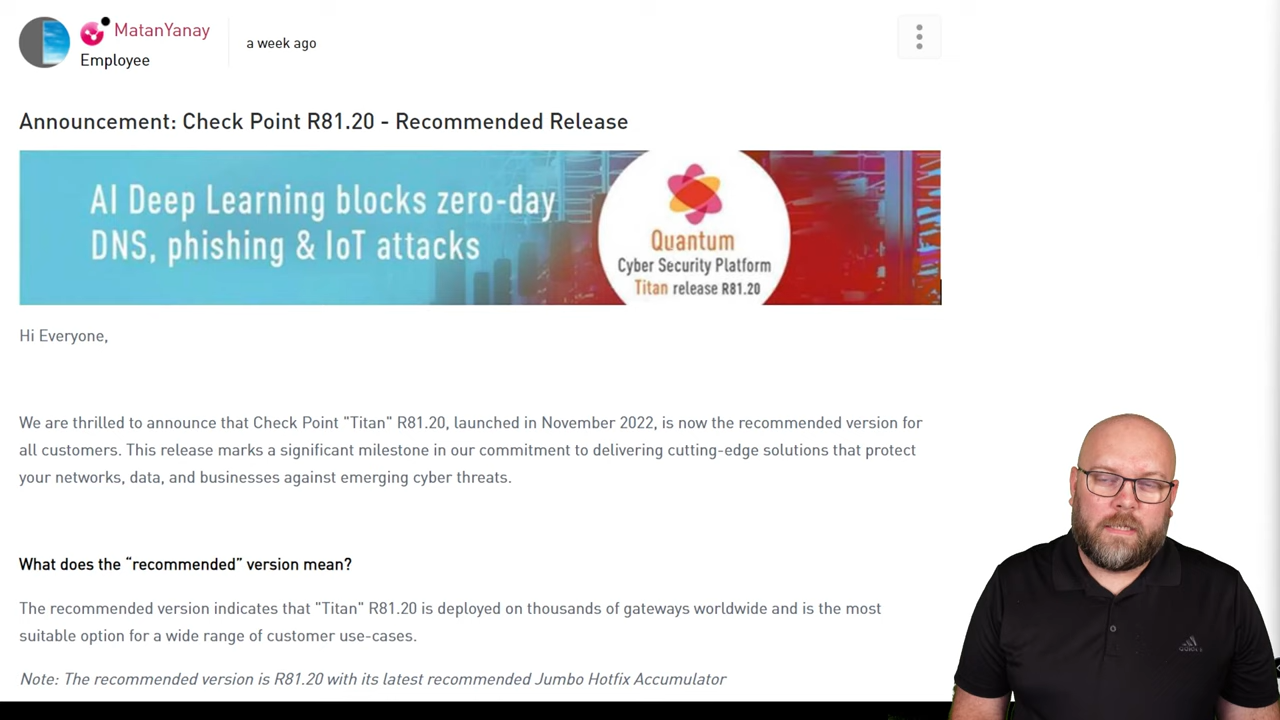 MatanYanay
Employee
a week ago
Announcement: Check Point R81.20 - Recommended Release
AI Deep Learning blocks zero-day
DNS, phishing & IoT attacks
Quantum
Cyber Security Platform
Titan release R81.20
Hi Everyone,
We are thrilled to announce that Check Point "Titan" R81.20, launched in November 2022, is now the recommended version for
all customers. This release marks a significant milestone in our commitment to delivering cutting-edge solutions that protect
your networks, data, and businesses against emerging cyber threats.
What does the “recommended” version mean?
The recommended version indicates that "Titan" R81.20 is deployed on thousands of gateways worldwide and is the most
suitable option for a wide range of customer use-cases.
Note: The recommended version is R81.20 with its latest recommended Jumbo Hotfix Accumulator